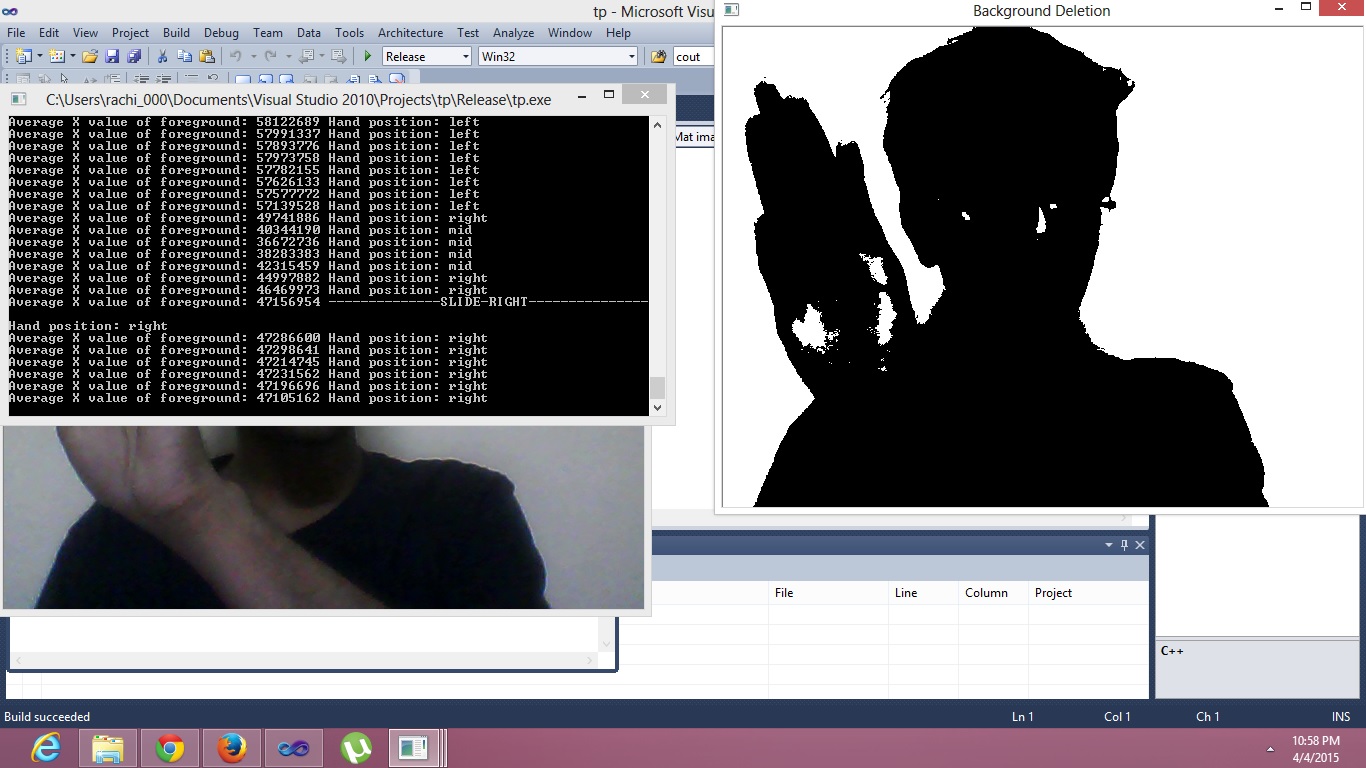 tp - Microsoft Visu
Background Deletion
File Edit View Project Build Debug Team Data Tools Architecture Test Analyze Window Help
Release Win32 cout
C:\Users\rachi_000\Documents\Visual Studio 2010\Projects\tp\Release\tp.exe
Mat ima
Average X value of foreground: 58122689 Hand position: left
Average X value of foreground: 57991337 Hand position: left
Average X value of foreground: 57893776 Hand position: left
Average X value of foreground: 57973758 Hand position: left
Average X value of foreground: 57782155 Hand position: left
Average X value of foreground: 57626133 Hand position: left
Average X value of foreground: 57577772 Hand position: left
Average X value of foreground: 57139528 Hand position: left
Average X value of foreground: 49741886 Hand position: right
Average X value of foreground: 40344190 Hand position: mid
Average X value of foreground: 36672736 Hand position: mid
Average X value of foreground: 38283383 Hand position: mid
Average X value of foreground: 42315459 Hand position: mid
Average X value of foreground: 44997882 Hand position: right
Average X value of foreground: 46469973 Hand position: right
Average X value of foreground: 47156954 --------------SLIDE-RIGHT---------------
Hand position: right
Average X value of foreground: 47286600 Hand position: right
Average X value of foreground: 47298641 Hand position: right
Average X value of foreground: 47214745 Hand position: right
Average X value of foreground: 47231562 Hand position: right
Average X value of foreground: 47196696 Hand position: right
Average X value of foreground: 47105162 Hand position: right
File Line Column Project
C++
Build succeeded Ln 1 Col 1 Ch 1 INS
10:58 PM
4/4/2015